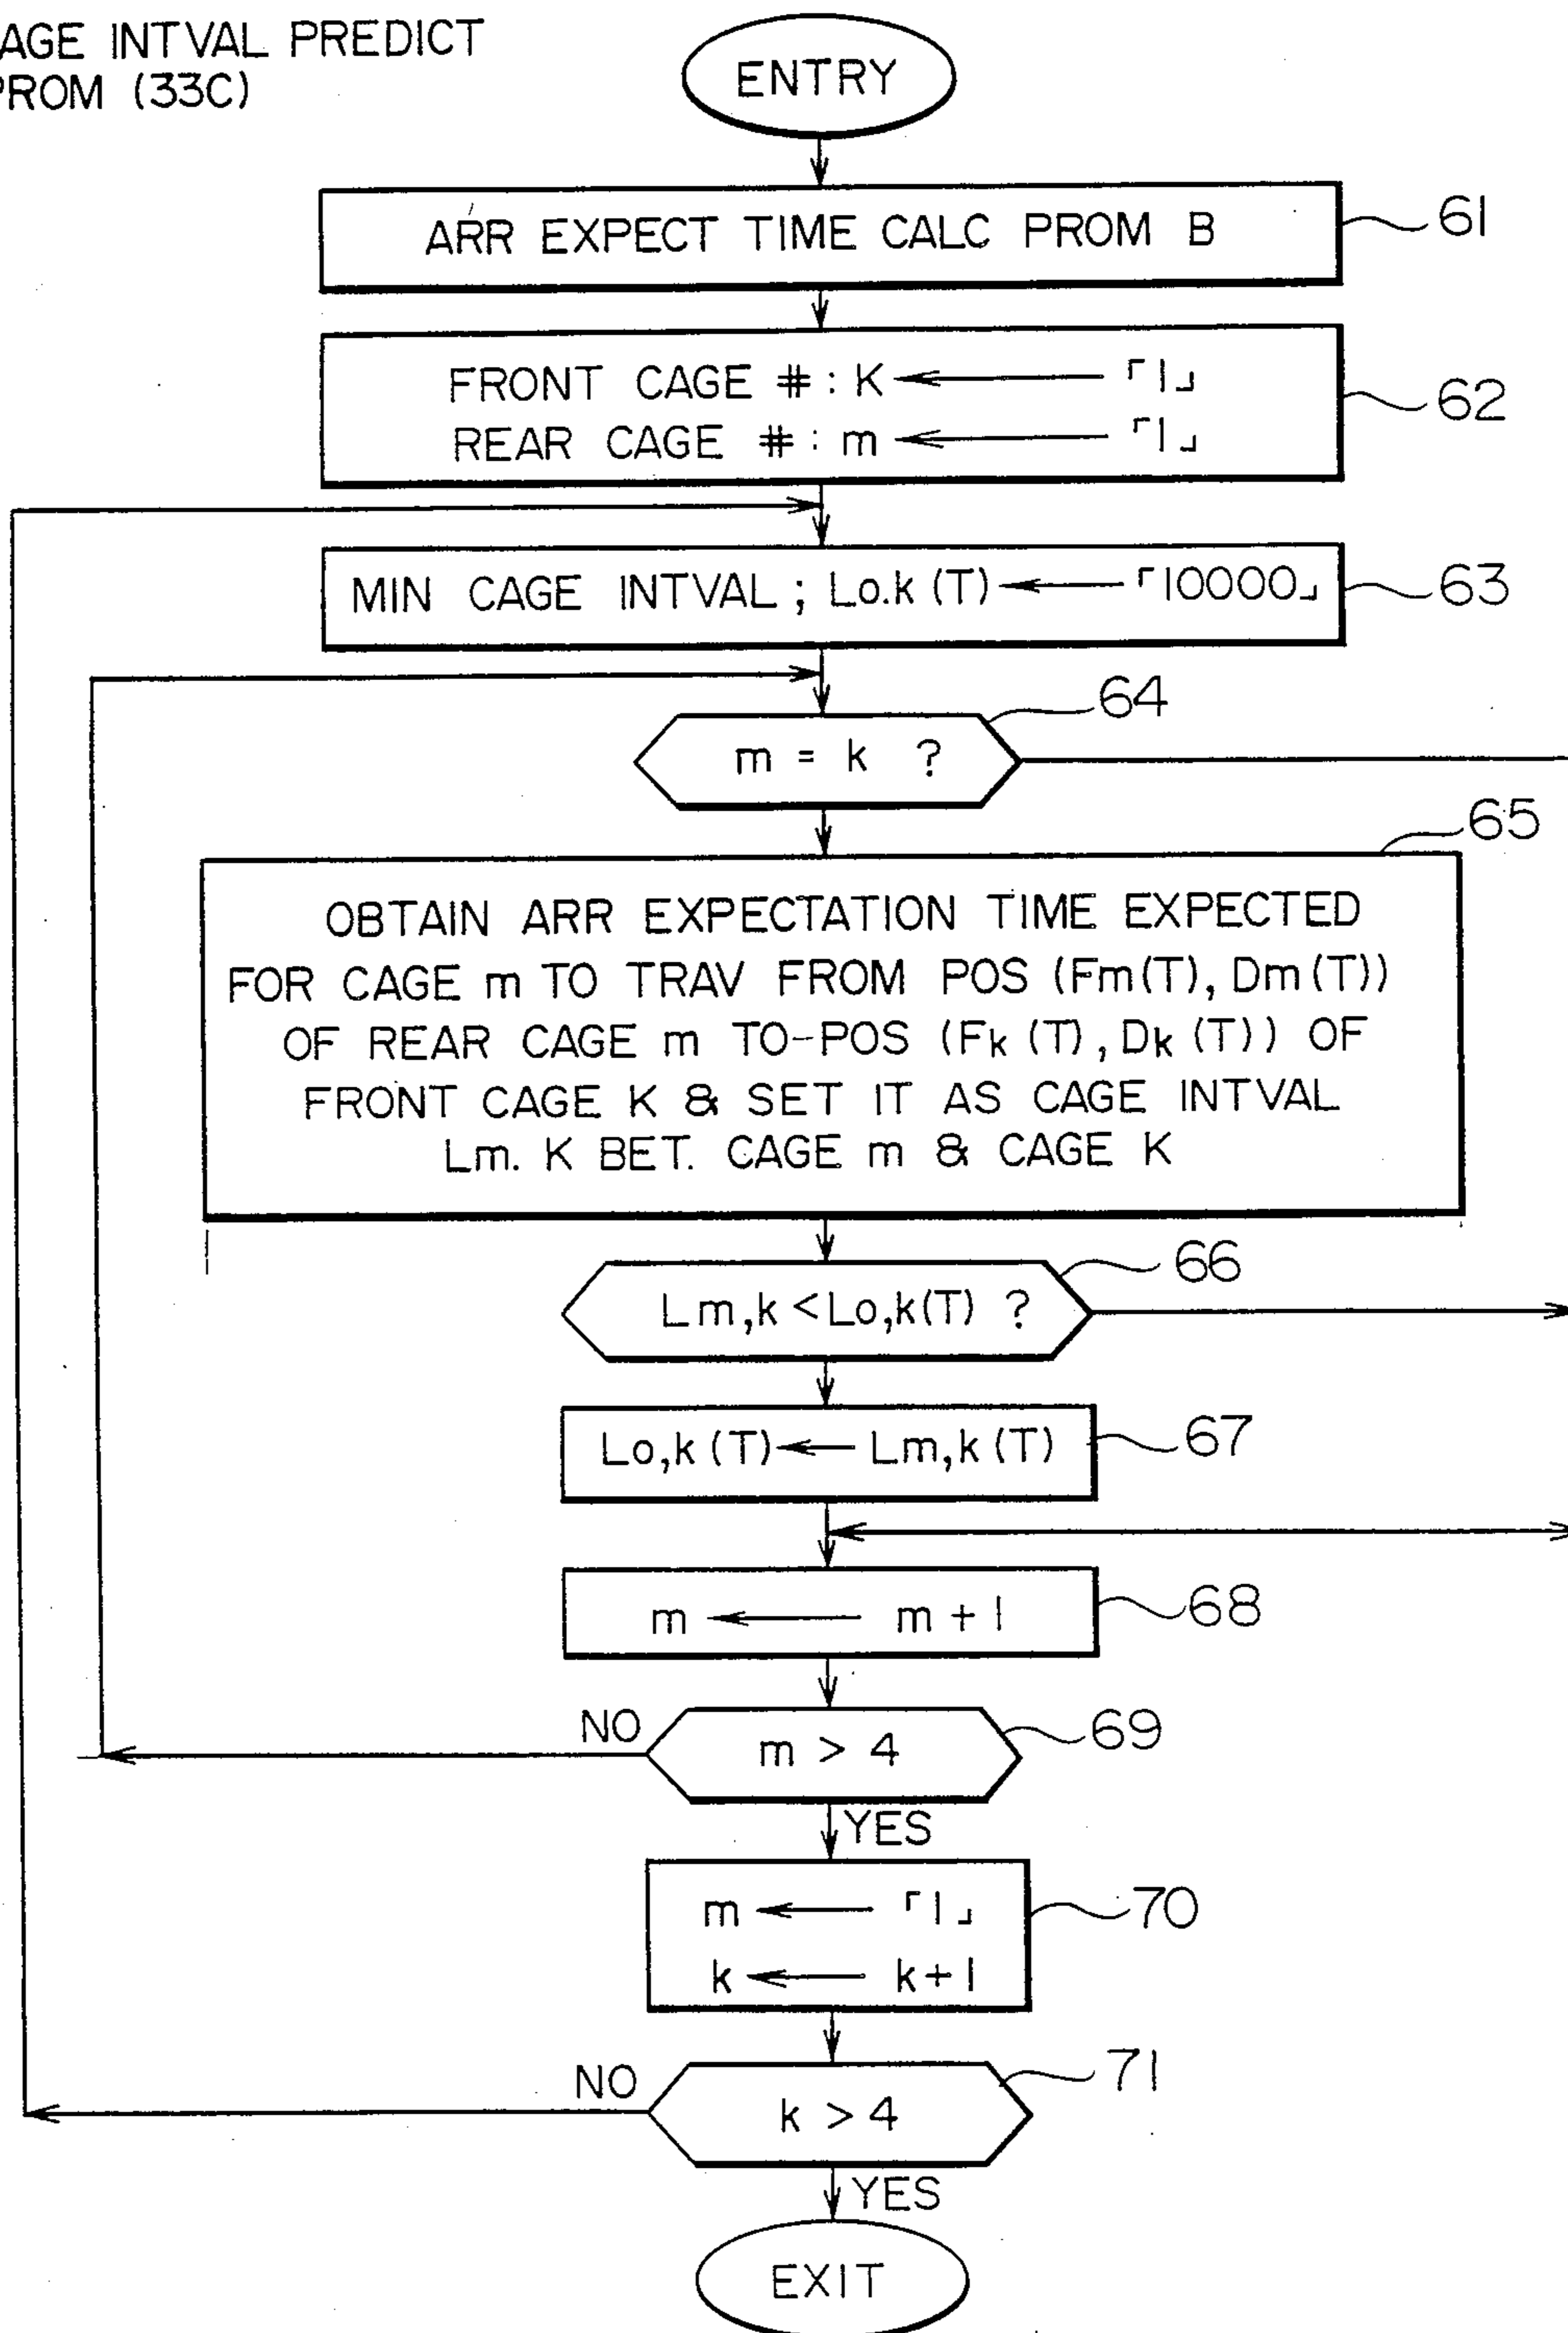 AGE INTVAL PREDICT
PROM (33C)
ENTRY
ARR EXPECT TIME CALC PROM B
61
FRONT CAGE # : K ← 「1」
REAR CAGE # : m ← 「1」
62
MIN CAGE INTVAL ; Lo.k (T) ← 「10000」
63
64
m = k ?
65
OBTAIN ARR EXPECTATION TIME EXPECTED
FOR CAGE m TO TRAV FROM POS (Fm(T), Dm(T))
OF REAR CAGE m TO-POS (Fk (T), Dk (T)) OF
FRONT CAGE K & SET IT AS CAGE INTVAL
Lm. K BET. CAGE m & CAGE K
66
Lm,k < Lo,k(T) ?
Lo,k (T) ← Lm,k (T)
67
m ← m + 1
68
NO
m > 4
69
YES
m ← 「1」
k ← k+1
70
NO
k > 4
71
YES
EXIT